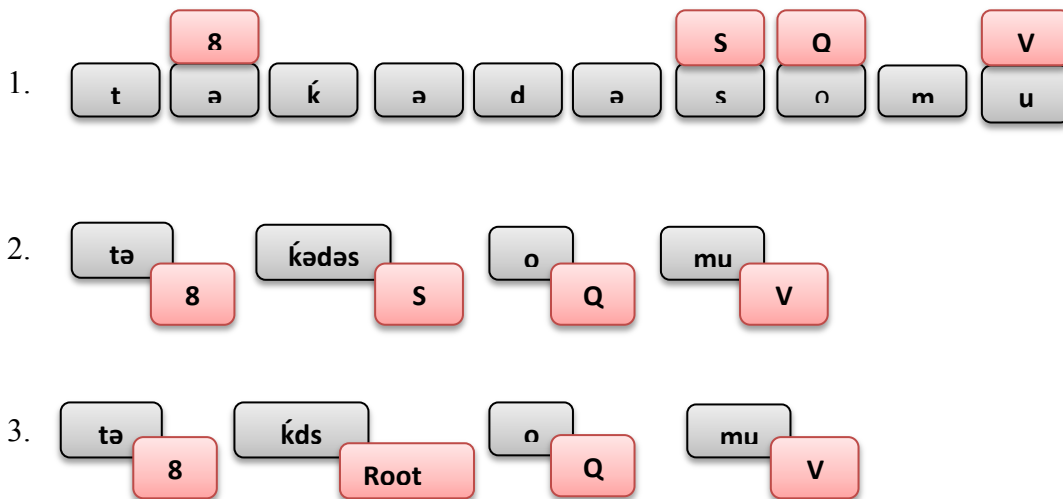 8 S Q V
1. t ə ḱ ə d ə s o m u
2. tə ḱədəs o mu
8 S Q V
3. tə ḱds o mu
8 Root Q V